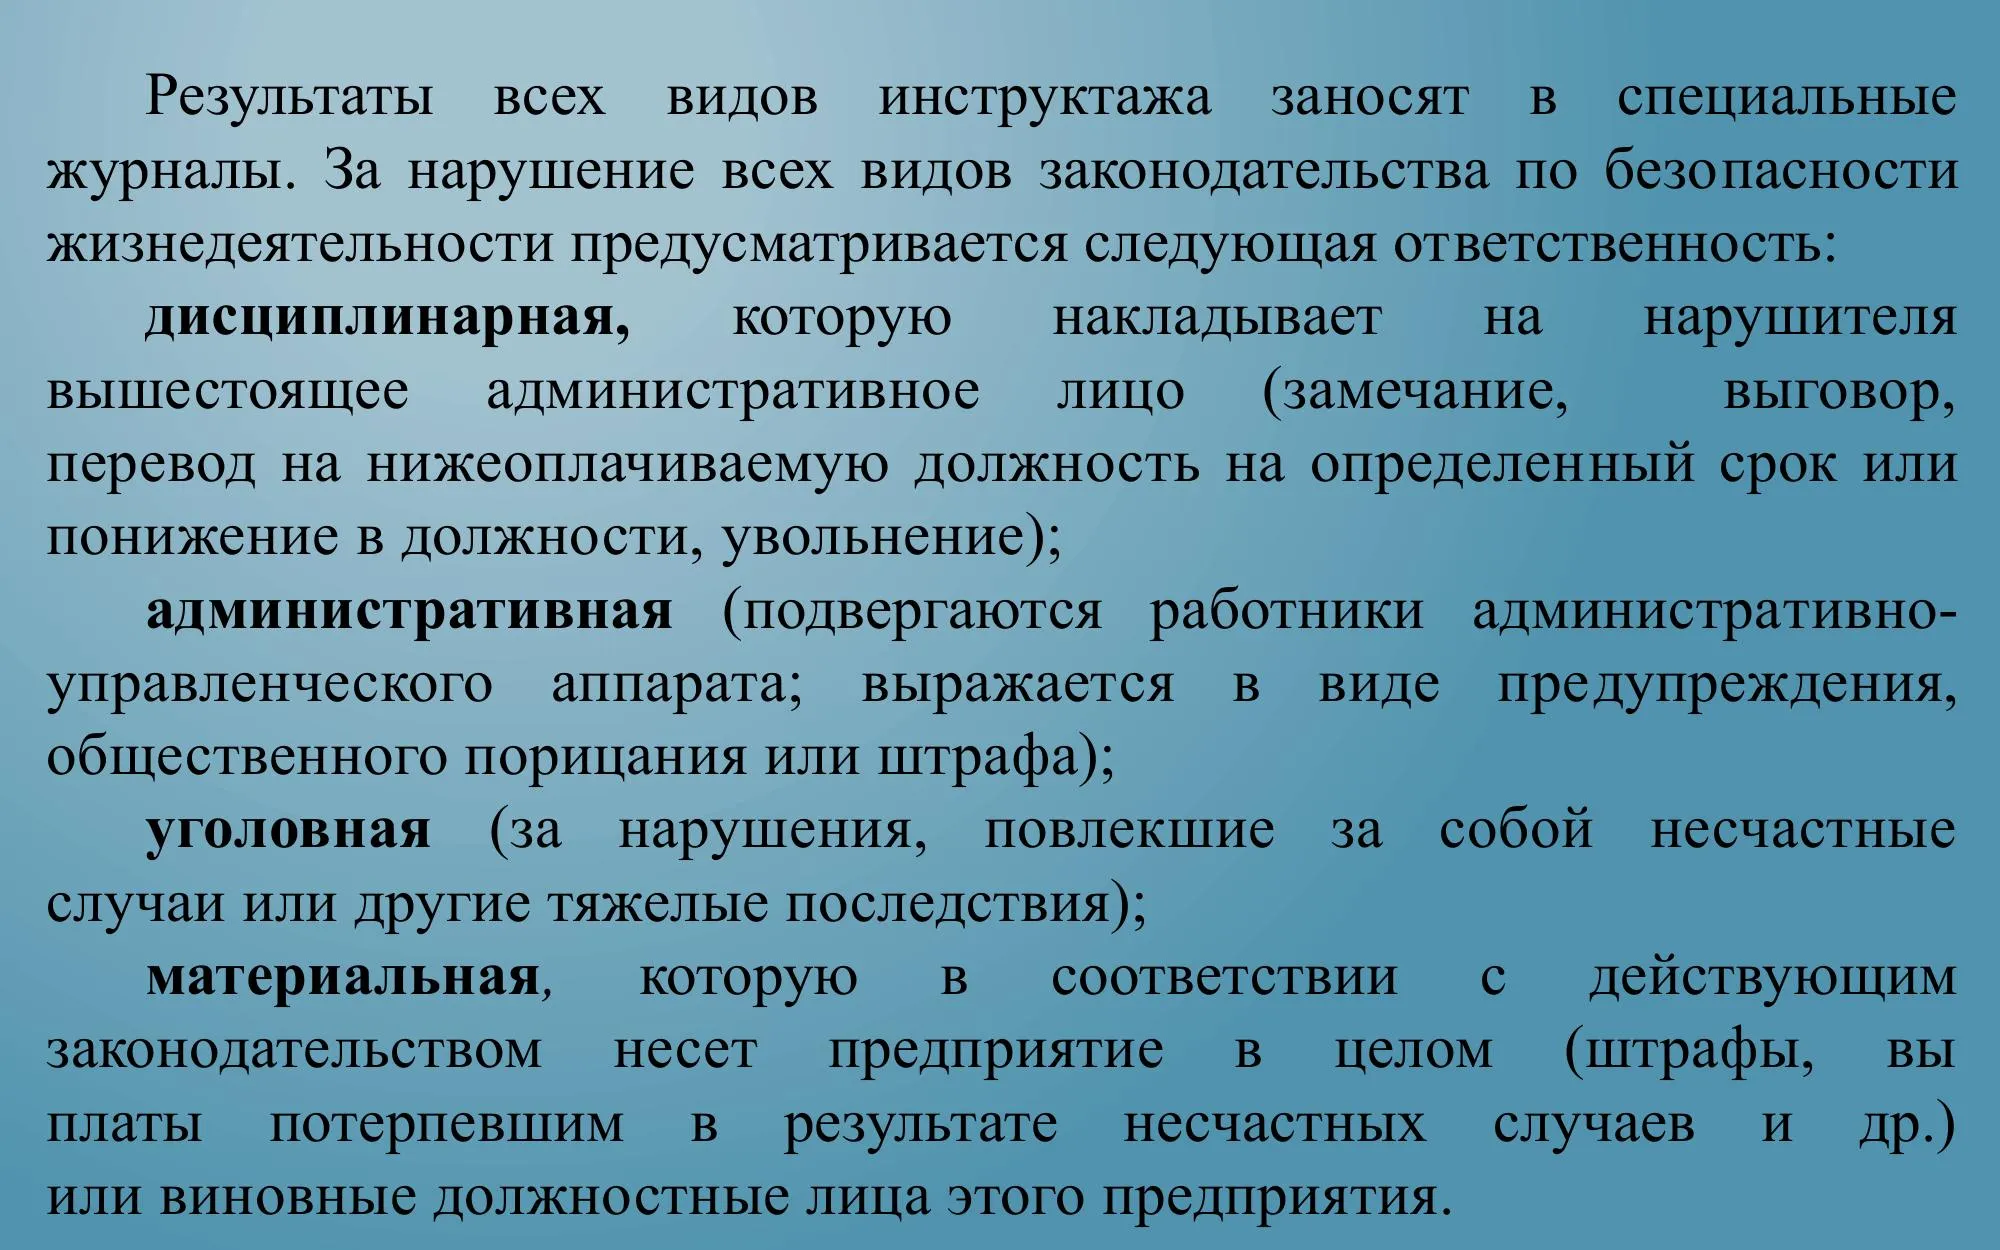 Результаты всех видов инструктажа заносят в специальные
журналы. За нарушение всех видов законодательства по безопасности
жизнедеятельности предусматривается следующая ответственность:
дисциплинарная, которую накладывает на нарушителя
вышестоящее административное лицо (замечание, выговор,
перевод на нижеоплачиваемую должность на определенный срок или
понижение в должности, увольнение);
административная (подвергаются работники административно-
управленческого аппарата; выражается в виде предупреждения,
общественного порицания или штрафа);
уголовная (за нарушения, повлекшие за собой несчастные
случаи или другие тяжелые последствия);
материальная, которую в соответствии с действующим
законодательством несет предприятие в целом (штрафы, вы
платы потерпевшим в результате несчастных случаев и др.)
или виновные должностные лица этого предприятия.